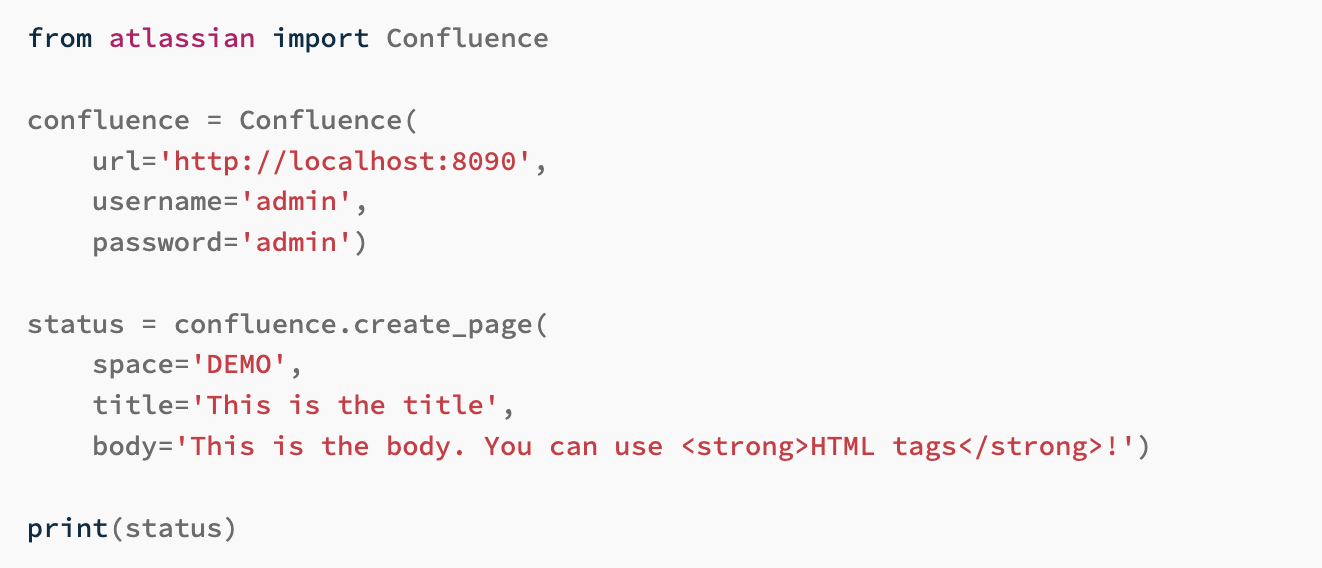 from atlassian import Confluence
confluence = Confluence(
    url='http://localhost:8090',
    username='admin',
    password='admin')
status = confluence.create_page(
    space='DEMO',
    title='This is the title',
    body='This is the body. You can use <strong>HTML tags</strong>!')
print(status)